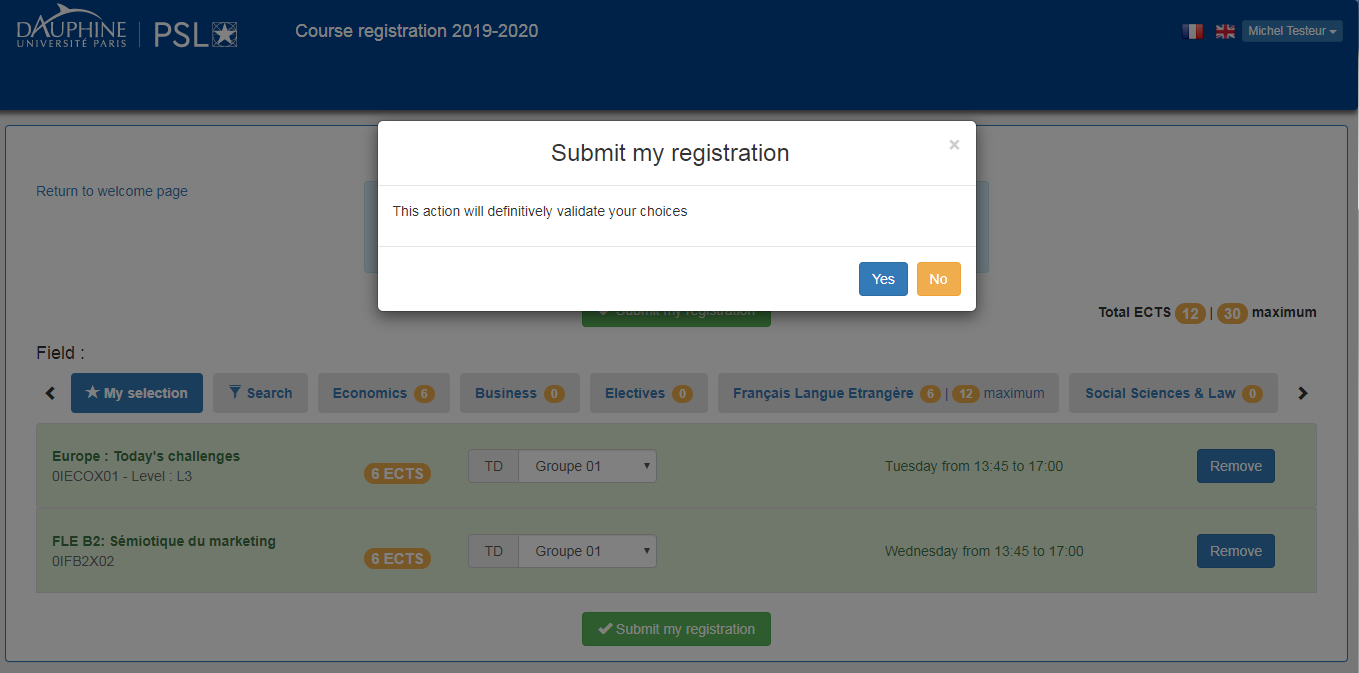 DAUPHINE
UNIVERSITÉ PARIS
PSL
Course registration 2019-2020
Michel Testeur
Submit my registration
×
Return to welcome page
This action will definitively validate your choices
Yes
No
Submit my registration
Total ECTS 12 | 30 maximum
Field :
My selection
Search
Economics 6
Business 0
Electives 0
Français Langue Etrangère 6 | 12 maximum
Social Sciences & Law 0
Europe : Today's challenges
0IECOX01 - Level : L3
6 ECTS
TD
Groupe 01
Tuesday from 13:45 to 17:00
Remove
FLE B2: Sémiotique du marketing
0IFB2X02
6 ECTS
TD
Groupe 01
Wednesday from 13:45 to 17:00
Remove
Submit my registration